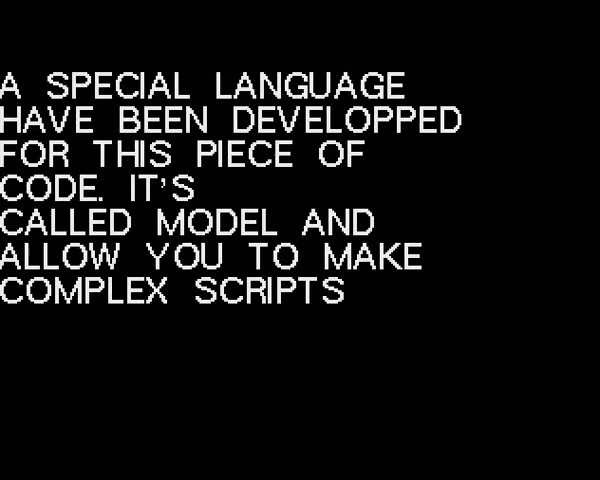 A SPECIAL LANGUAGE
HAVE BEEN DEVELOPPED
FOR THIS PIECE OF
CODE. IT'S
CALLED MODEL AND
ALLOW YOU TO MAKE
COMPLEX SCRIPTS